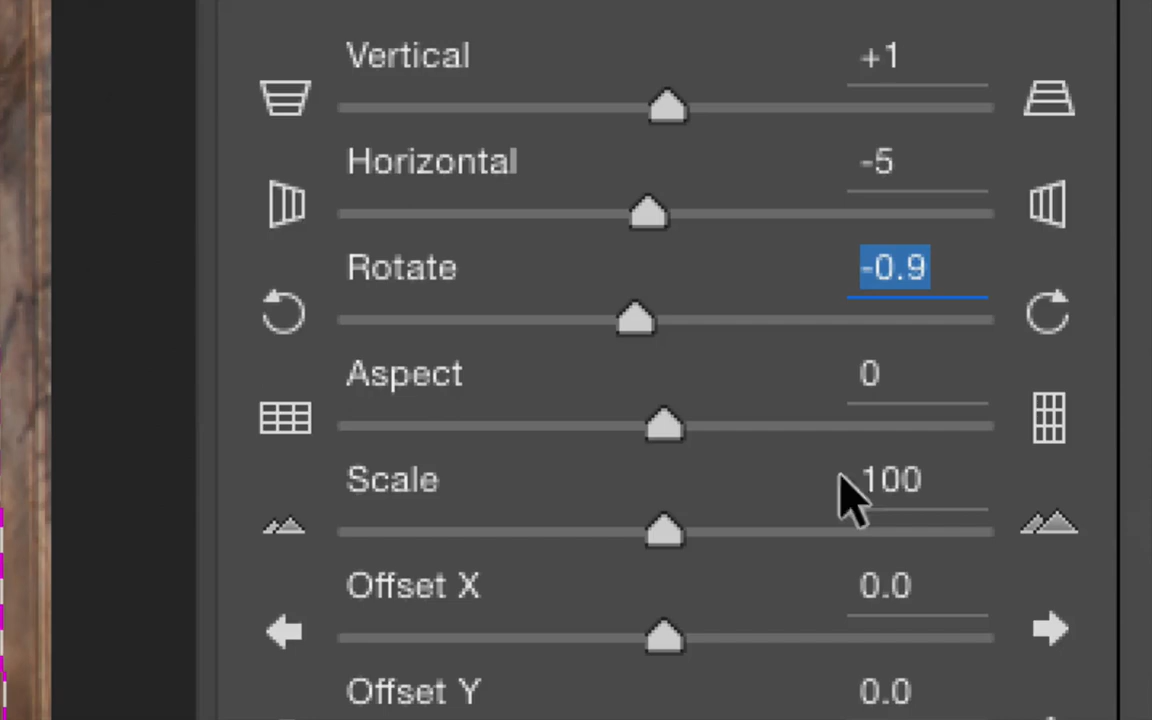 Vertical +1
Horizontal -5
Rotate -0.9
Aspect 0
Scale 100
Offset X 0.0
Offset Y 0.0